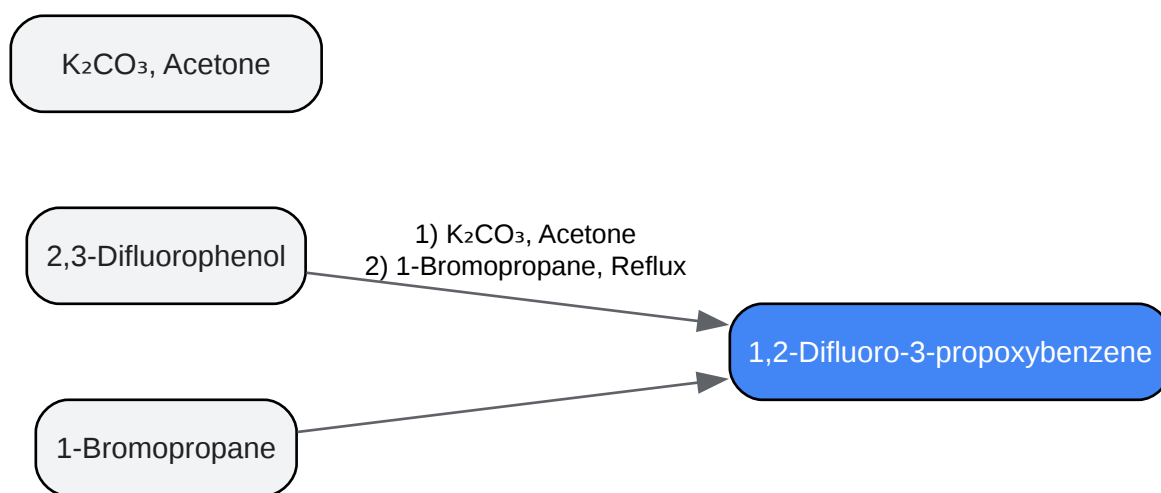 K₂CO₃, Acetone
2,3-Difluorophenol
1) K₂CO₃, Acetone
2) 1-Bromopropane, Reflux
1,2-Difluoro-3-propoxybenzene
1-Bromopropane